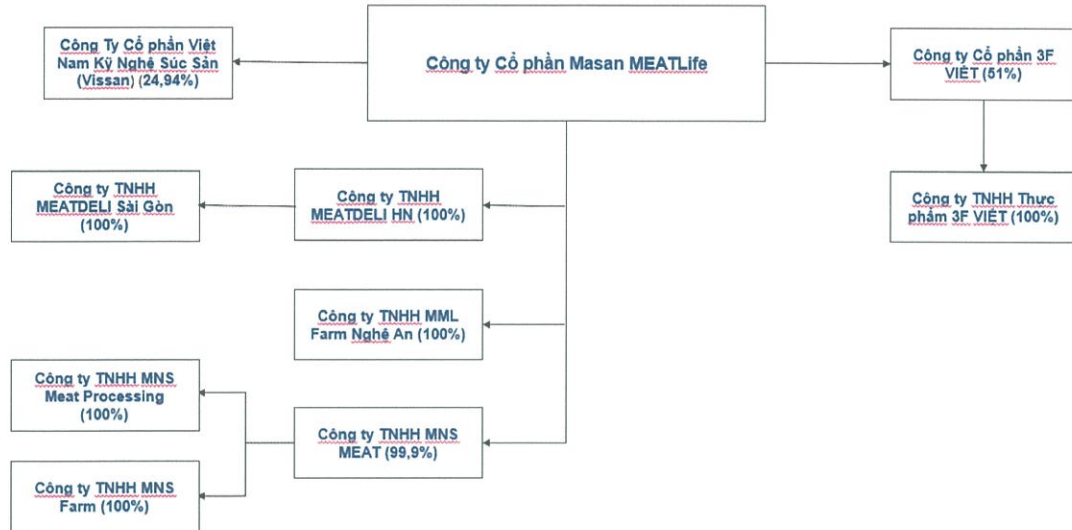 Công Ty Cổ phần Việt
Nam Kỹ Nghệ Súc Sản
(Vissan) (24,94%)
Công ty Cổ phần Masan MEATLife
Công ty Cổ phần 3F
VIỆT (51%)
Công ty TNHH
MEATDELI Sài Gòn
(100%)
Công ty TNHH
MEATDELI HN (100%)
Công ty TNHH Thực
phẩm 3F VIỆT (100%)
Công ty TNHH MML
Farm Nghệ An (100%)
Công ty TNHH MNS
Meat Processing
(100%)
Công ty TNHH MNS
MEAT (99,9%)
Công ty TNHH MNS
Farm (100%)